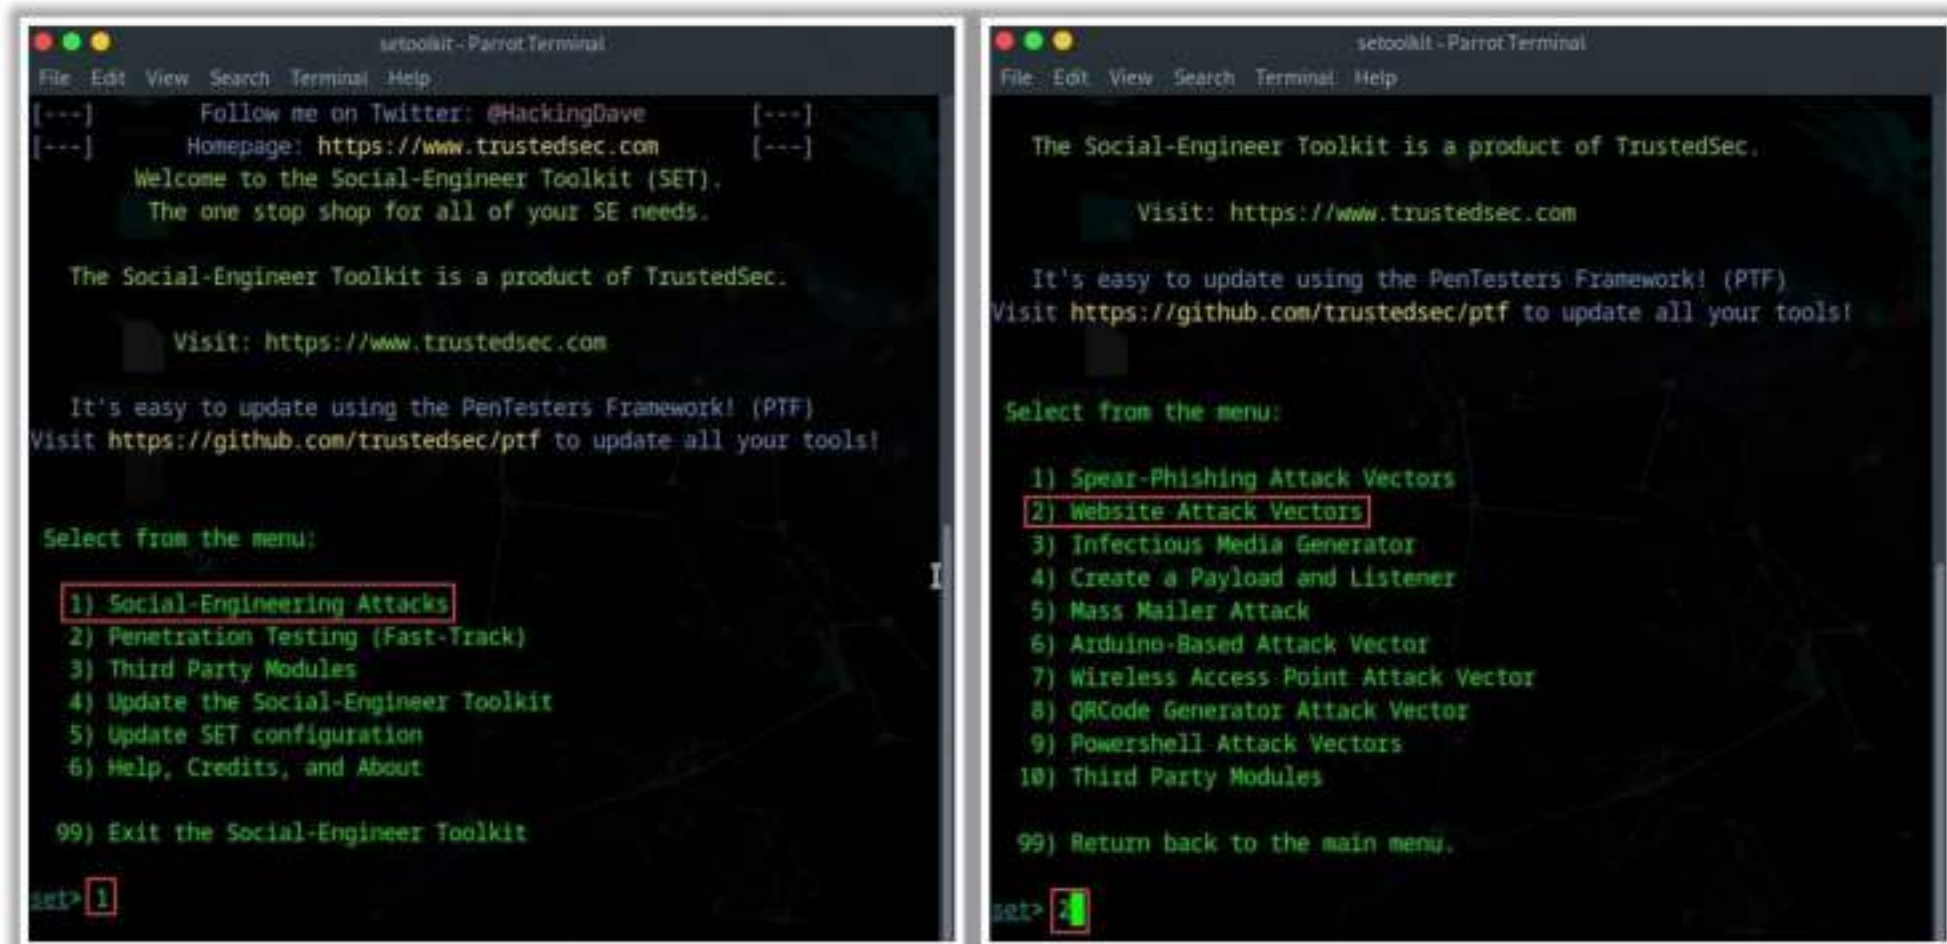 setoolkit - Parrot Terminal
File Edit View Search Terminal Help
[---] Follow me on Twitter: @HackingDave [---]
[---] Homepage: https://www.trustedsec.com [---]
Welcome to the Social-Engineer Toolkit (SET).
The one stop shop for all of your SE needs.
The Social-Engineer Toolkit is a product of TrustedSec.
Visit: https://www.trustedsec.com
It's easy to update using the PenTesters Framework! (PTF)
Visit https://github.com/trustedsec/ptf to update all your tools!
Select from the menu:
1) Social-Engineering Attacks
2) Penetration Testing (Fast-Track)
3) Third Party Modules
4) Update the Social-Engineer Toolkit
5) Update SET configuration
6) Help, Credits, and About
99) Exit the Social-Engineer Toolkit
set> 1
setoolkit - Parrot Terminal
File Edit View Search Terminal Help
The Social-Engineer Toolkit is a product of TrustedSec.
Visit: https://www.trustedsec.com
It's easy to update using the PenTesters Framework! (PTF)
Visit https://github.com/trustedsec/ptf to update all your tools!
Select from the menu:
1) Spear-Phishing Attack Vectors
2) Website Attack Vectors
3) Infectious Media Generator
4) Create a Payload and Listener
5) Mass Mailer Attack
6) Arduino-Based Attack Vector
7) Wireless Access Point Attack Vector
8) QRCode Generator Attack Vector
9) Powershell Attack Vectors
10) Third Party Modules
99) Return back to the main menu.
set> 2